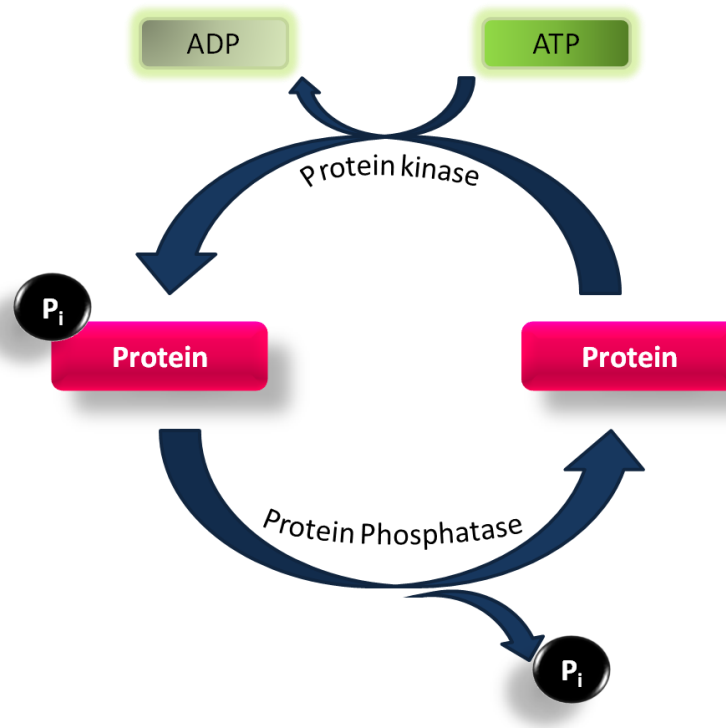 ADP
ATP
Protein kinase
Pi
Protein
Protein
Protein Phosphatase
Pi